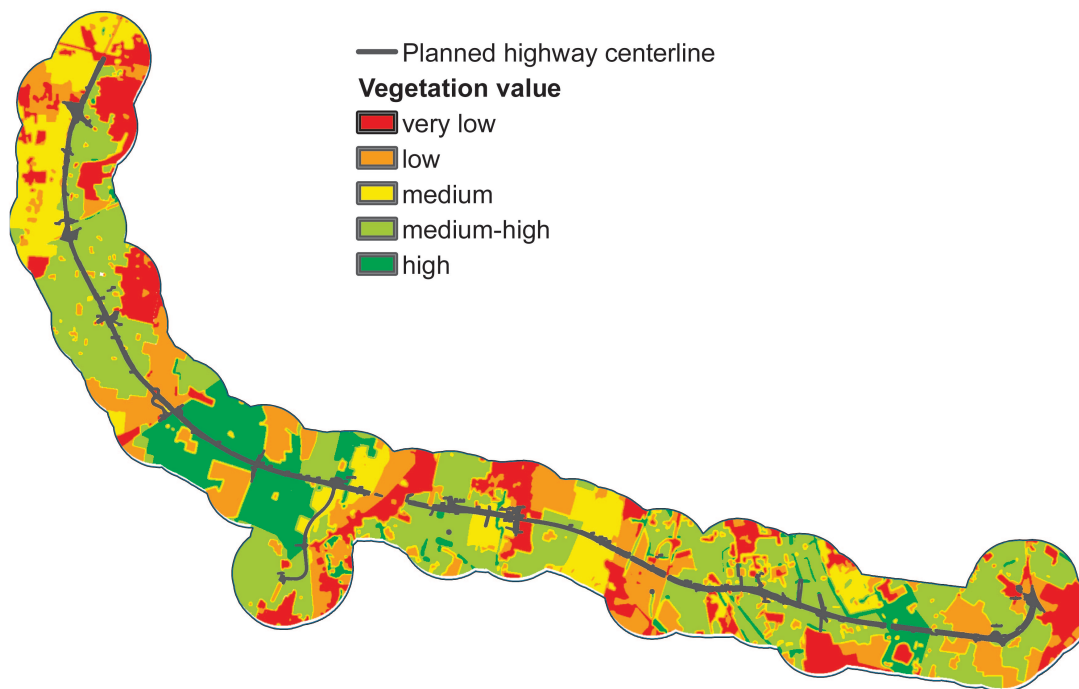 Planned highway centerline
Vegetation value
very low
low
medium
medium-high
high